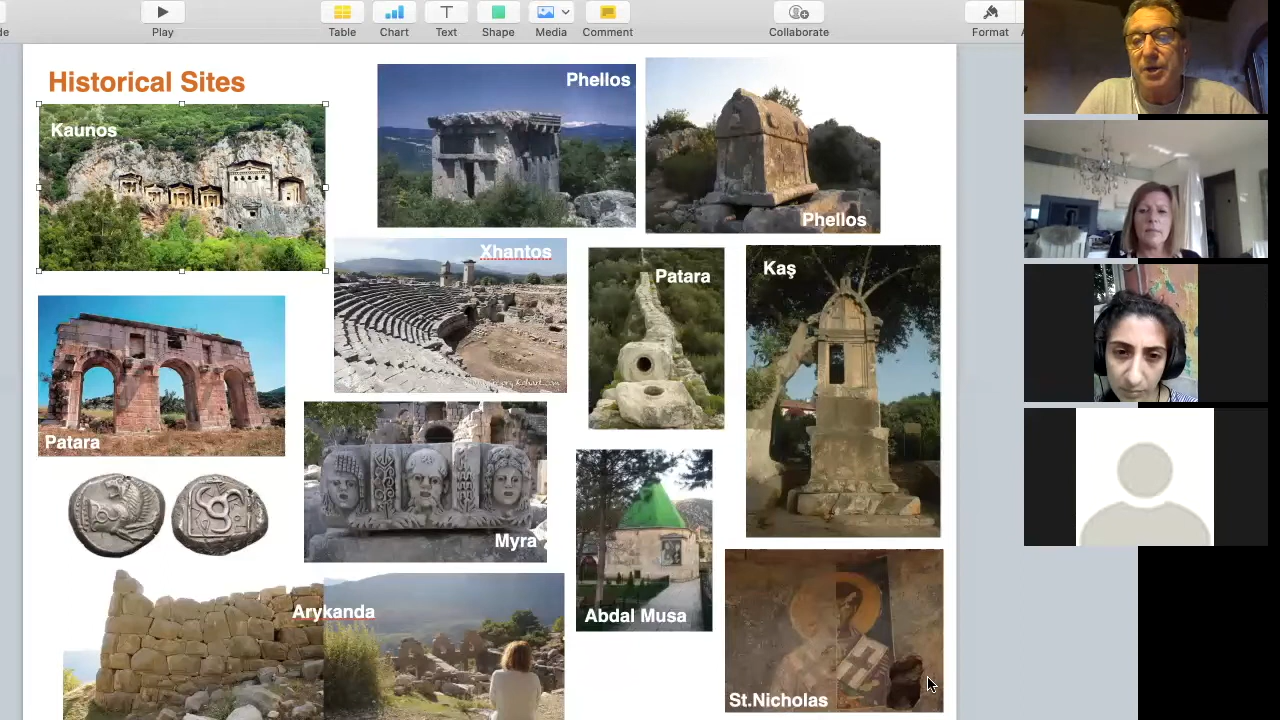 Play
Table
Chart
Text
Shape
Media
Comment
Collaborate
Format
Historical Sites
Kaunos
Phellos
Phellos
Xhantos
Patara
Kaş
Patara
Myra
Arykanda
Abdal Musa
St.Nicholas